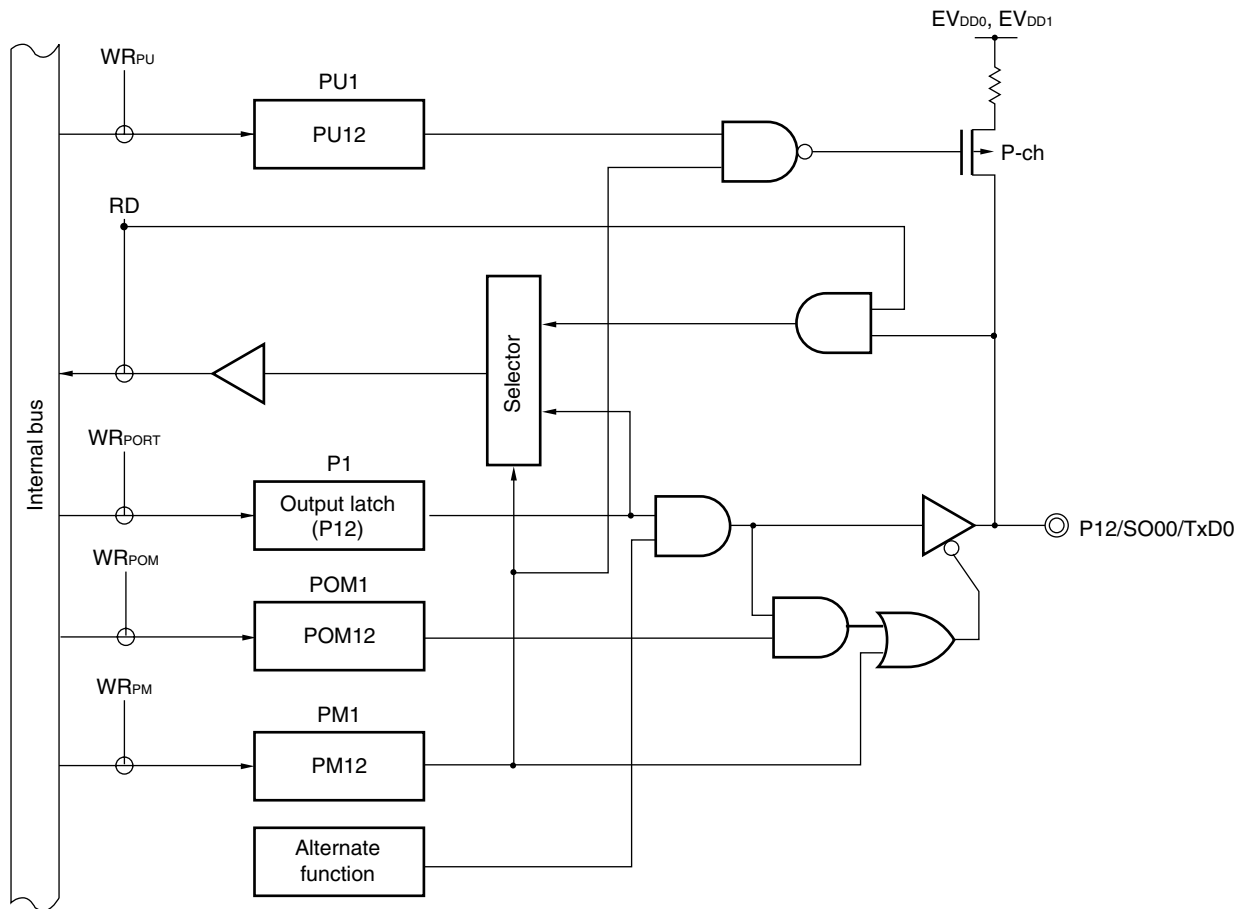 EVDD0, EVDD1
WRPU
PU1
PU12
P-ch
RD
Selector
Internal bus
WRPORT
P1
Output latch
(P12)
P12/SO00/TxD0
WRPOM
POM1
POM12
WRPM
PM1
PM12
Alternate
function